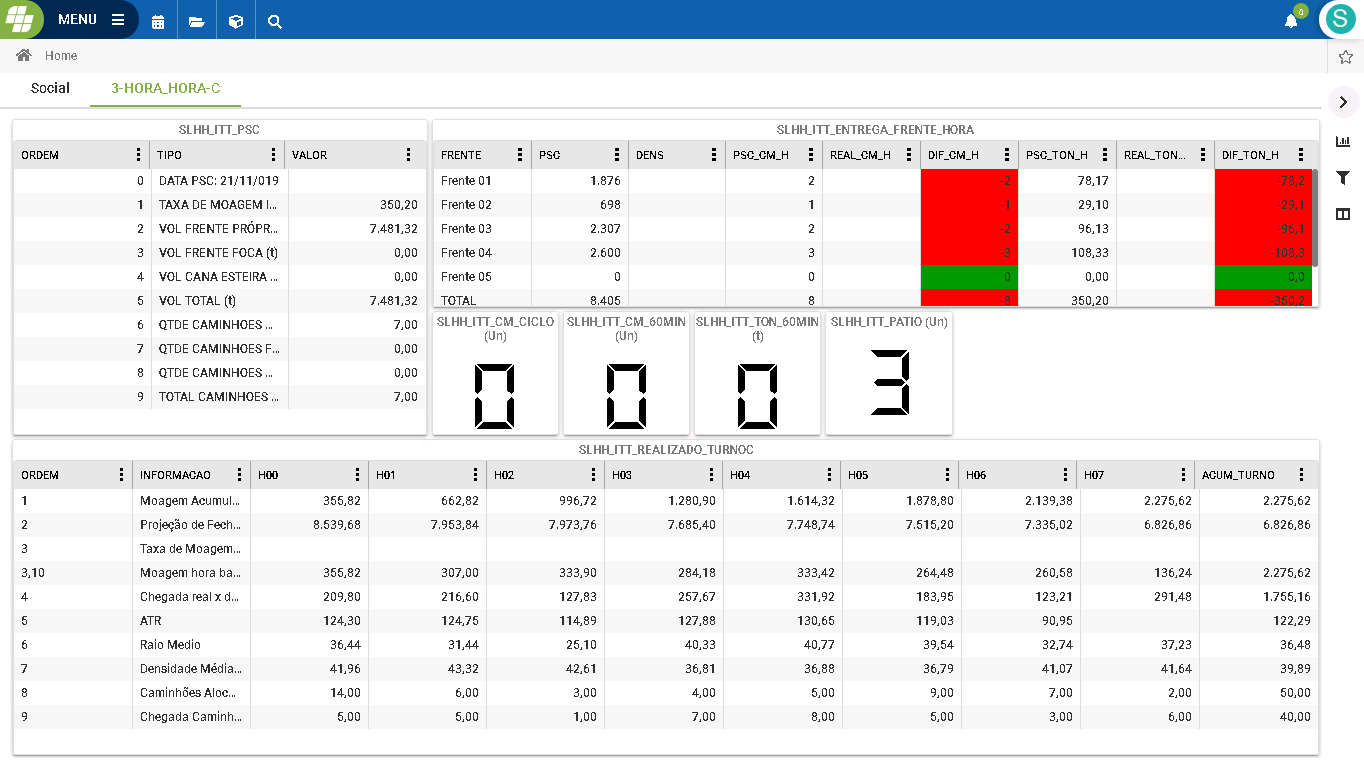 MENU
0
S
Home
Social 3-HORA_HORA-C
SLHH_ITT_PSC
ORDEM TIPO VALOR
0 DATA PSC: 21/11/019
1 TAXA DE MOAGEM I... 350,20
2 VOL FRENTE PRÓPR... 7.481,32
3 VOL FRENTE FOCA (t) 0,00
4 VOL CANA ESTEIRA ... 0,00
5 VOL TOTAL (t) 7.481,32
6 QTDE CAMINHOES ... 7,00
7 QTDE CAMINHOES F... 0,00
8 QTDE CAMINHOES ... 0,00
9 TOTAL CAMINHOES ... 7,00
SLHH_ITT_ENTREGA_FRENTE_HORA
FRENTE PSC DENS PSC_CM_H REAL_CM_H DIF_CM_H PSC_TON_H REAL_TON... DIF_TON_H
Frente 01 1.876 2 -2 78,17 -78,2
Frente 02 698 1 -1 29,10 -29,1
Frente 03 2.307 2 -2 96,13 -96,1
Frente 04 2.600 3 -3 108,33 -108,3
Frente 05 0 0 0 0,00 0,0
TOTAL 8.405 8 -8 350,20 -350,2
SLHH_ITT_CM_CICLO
(Un)
0
SLHH_ITT_CM_60MIN
(Un)
0
SLHH_ITT_TON_60MIN
(t)
0
SLHH_ITT_PATIO (Un)
3
SLHH_ITT_REALIZADO_TURNOC
ORDEM INFORMACAO H00 H01 H02 H03 H04 H05 H06 H07 ACUM_TURNO
1 Moagem Acumul... 355,82 662,82 996,72 1.280,90 1.614,32 1.878,80 2.139,38 2.275,62 2.275,62
2 Projeção de Fech... 8.539,68 7.953,84 7.973,76 7.685,40 7.748,74 7.515,20 7.335,02 6.826,86 6.826,86
3 Taxa de Moagem...
3,10 Moagem hora ba... 355,82 307,00 333,90 284,18 333,42 264,48 260,58 136,24 2.275,62
4 Chegada real x d... 209,80 216,60 127,83 257,67 331,92 183,95 123,21 291,48 1.755,16
5 ATR 124,30 124,75 114,89 127,88 130,65 119,03 90,95 122,29
6 Raio Medio 36,44 31,44 25,10 40,33 40,77 39,54 32,74 37,23 36,48
7 Densidade Média... 41,96 43,32 42,61 36,81 36,88 36,79 41,07 41,64 39,89
8 Caminhões Aloc... 14,00 6,00 3,00 4,00 5,00 9,00 7,00 2,00 50,00
9 Chegada Caminh... 5,00 5,00 1,00 7,00 8,00 5,00 3,00 6,00 40,00